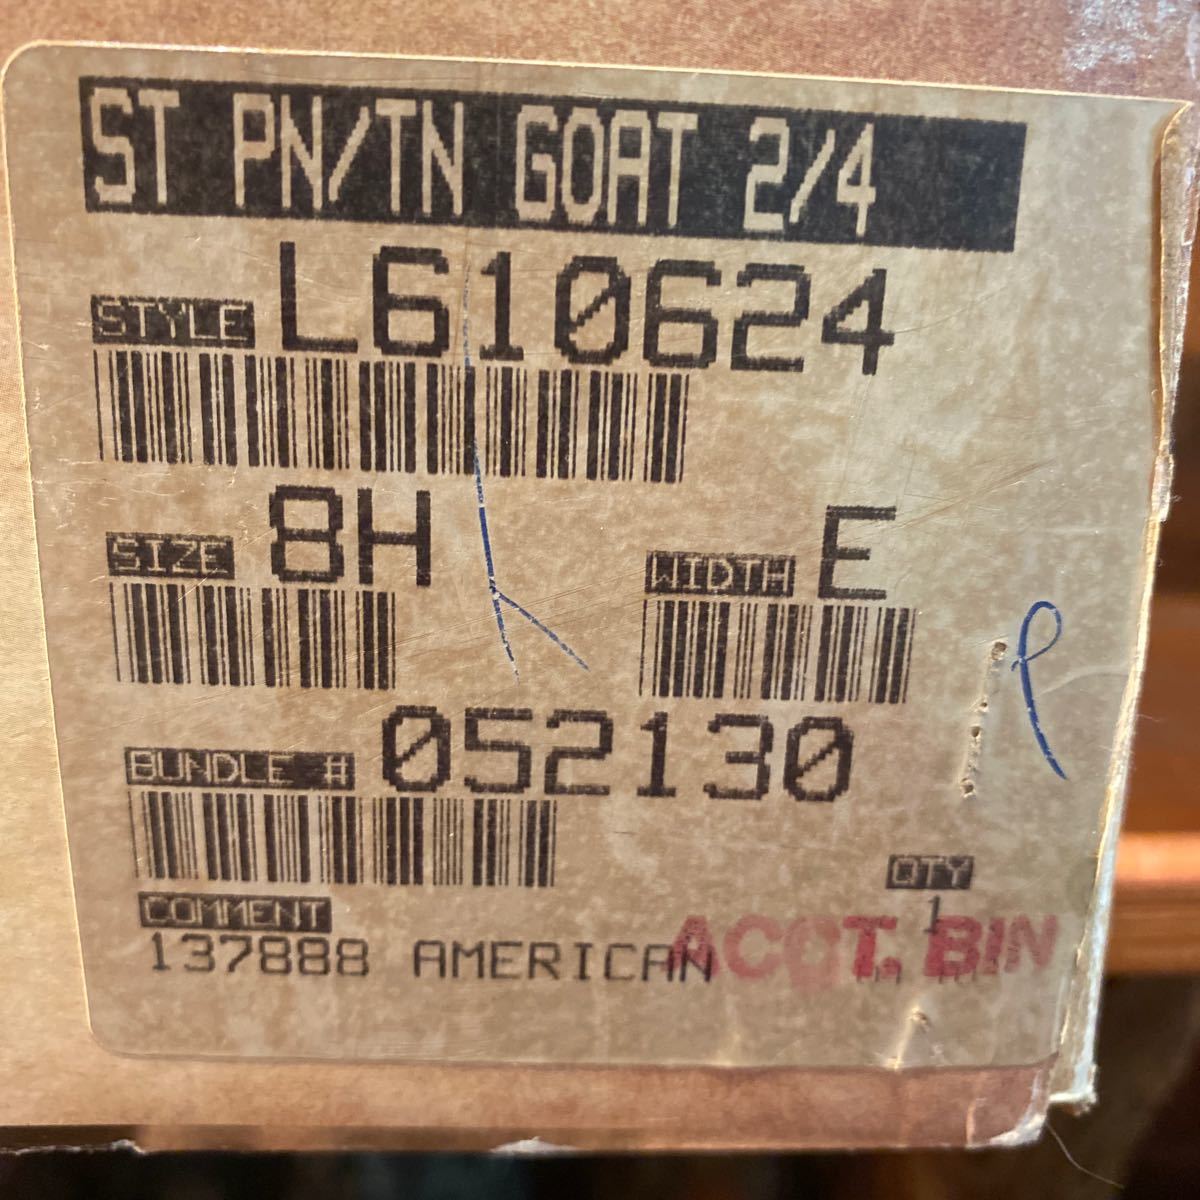 ST PN/TN GOAT 2/4
STYLE L610624
SIZE 8H WIDTH E
BUNDLE # 052130
QTY
1
COMMENT
137888 AMERICAN
ACCT. BIN